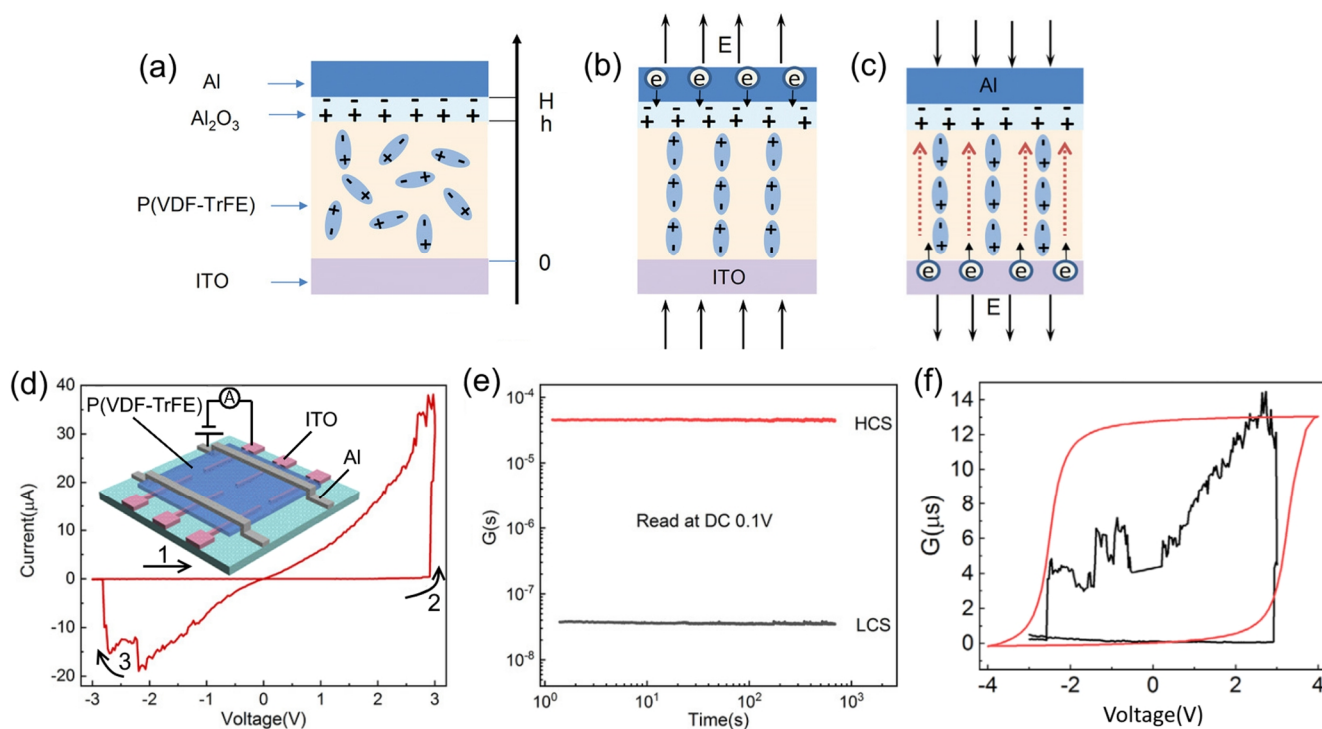 (a)
Al
Al₂O₃
P(VDF-TrFE)
ITO
H
h
0
- - - - - -
+ + + + + +
(b)
E
e e e e
- - - - - -
+ + + + + +
ITO
(c)
Al
- - - - - -
+ + + + + +
e e e e
E
(d)
P(VDF-TrFE)
A
ITO
Al
1
2
3
40
30
20
10
0
-10
-20
Current(μA)
-3 -2 -1 0 1 2 3
Voltage(V)
(e)
10⁻⁴
10⁻⁵
10⁻⁶
10⁻⁷
10⁻⁸
G(s)
HCS
Read at DC 0.1V
LCS
10⁰ 10¹ 10² 10³
Time(s)
(f)
14
12
10
8
6
4
2
0
G(μs)
-4 -2 0 2 4
Voltage(V)